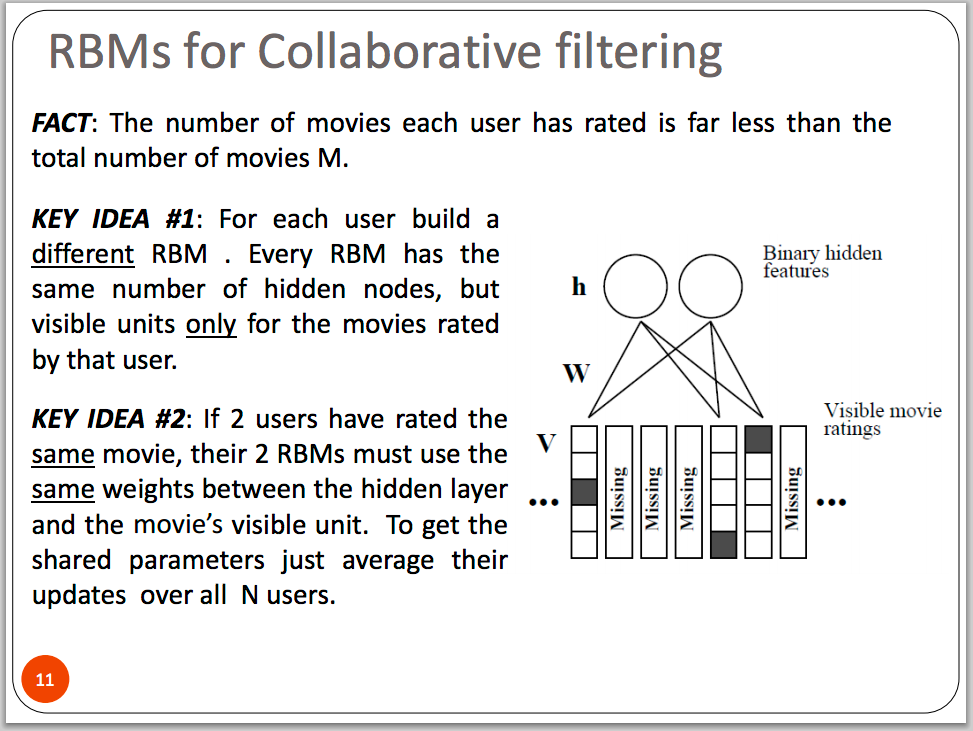 RBMs for Collaborative filtering
FACT: The number of movies each user has rated is far less than the
total number of movies M.
KEY IDEA #1: For each user build a
different RBM . Every RBM has the
same number of hidden nodes, but
visible units only for the movies rated
by that user.
KEY IDEA #2: If 2 users have rated the
same movie, their 2 RBMs must use the
same weights between the hidden layer
and the movie’s visible unit. To get the
shared parameters just average their
updates over all N users.
Binary hidden
features
h
W
Visible movie
ratings
V
...
Missing
Missing
Missing
Missing
...
11